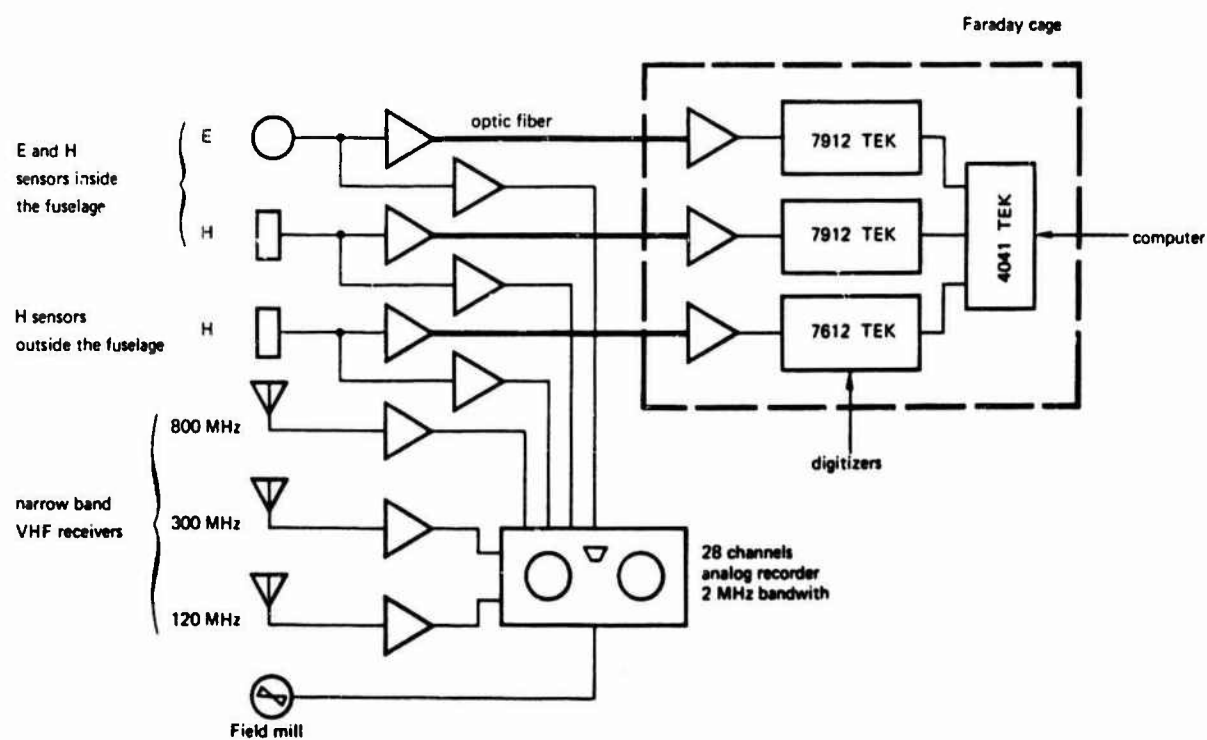 Faraday cage
E and H
sensors inside
the fuselage
E
optic fiber
7912 TEK
H
7912 TEK
4041 TEK
computer
H sensors
outside the fuselage
H
7612 TEK
digitizers
800 MHz
narrow band
VHF receivers
300 MHz
120 MHz
28 channels
analog recorder
2 MHz bandwith
Field mill